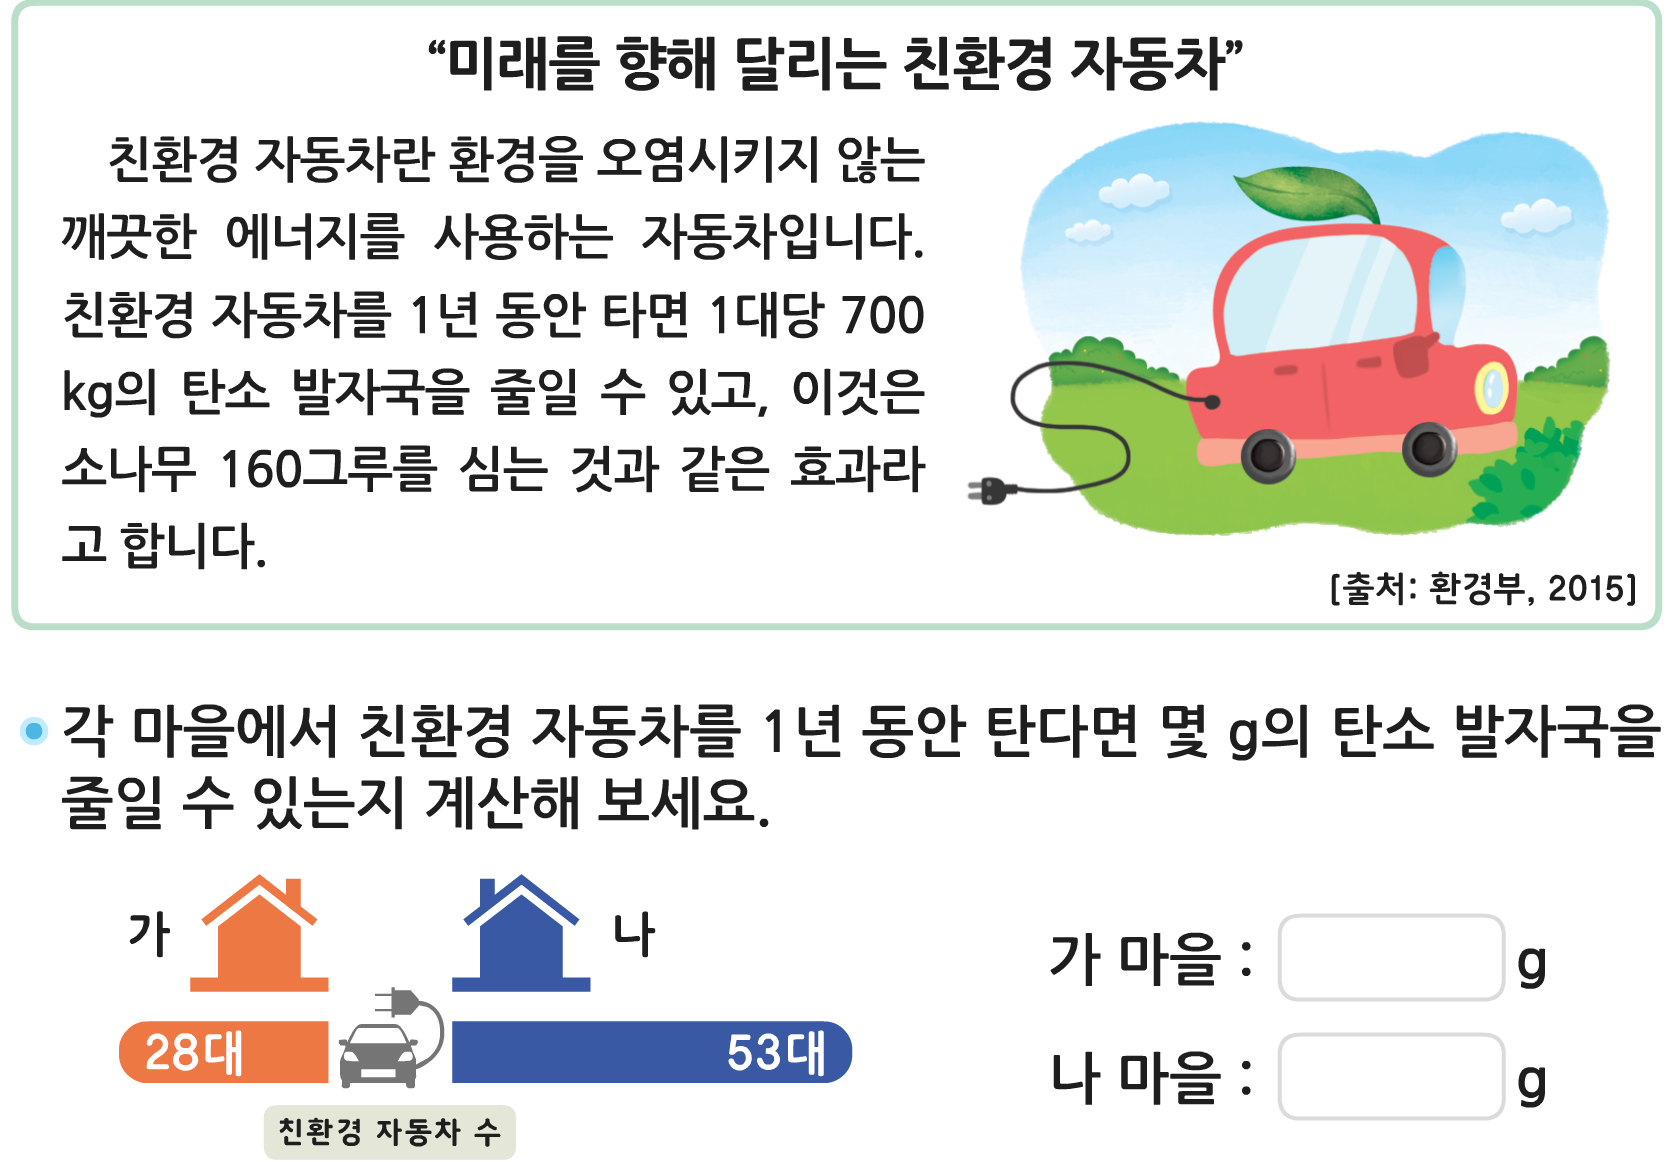 “미래를 향해 달리는 친환경 자동차”
친환경 자동차란 환경을 오염시키지 않는
깨끗한 에너지를 사용하는 자동차입니다.
친환경 자동차를 1년 동안 타면 1대당 700
kg의 탄소 발자국을 줄일 수 있고, 이것은
소나무 160그루를 심는 것과 같은 효과라
고 합니다.
[출처: 환경부, 2015]
각 마을에서 친환경 자동차를 1년 동안 탄다면 몇 g의 탄소 발자국을
줄일 수 있는지 계산해 보세요.
가
나
28대
53대
친환경 자동차 수
가 마을 : g
나 마을 : g